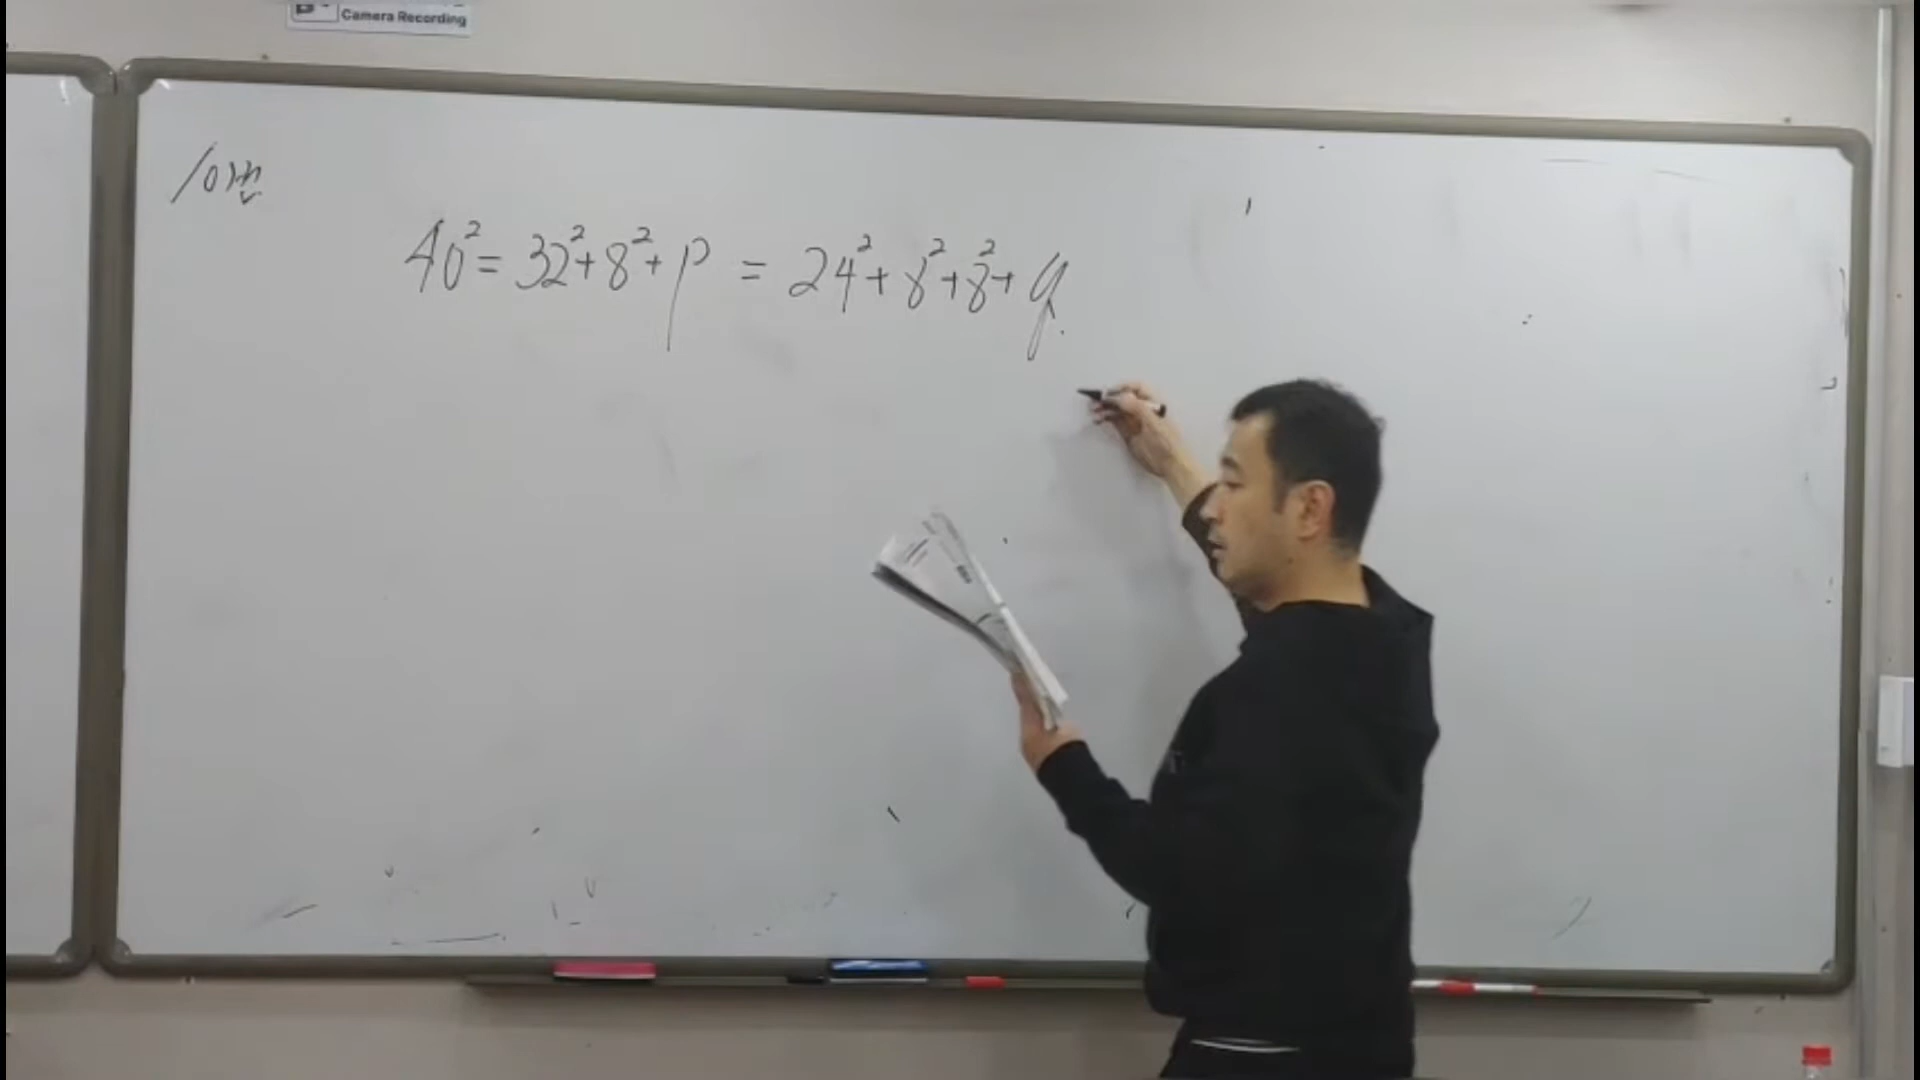 Camera Recording
10번
40² = 32² + 8² + p = 24² + 8² + 8² + q.